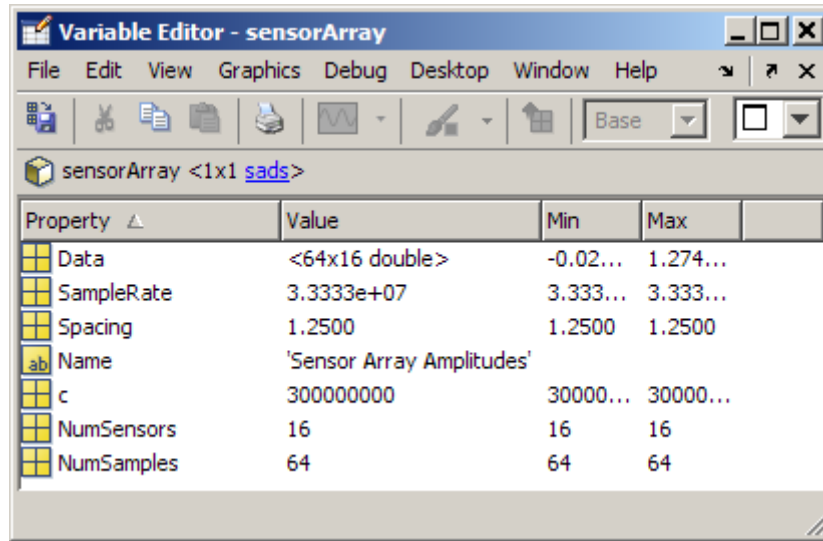 Variable Editor - sensorArray
File Edit View Graphics Debug Desktop Window Help
Base
sensorArray <1x1 sads>
Property Value Min Max
Data <64x16 double> -0.02... 1.274...
SampleRate 3.3333e+07 3.333... 3.333...
Spacing 1.2500 1.2500 1.2500
ab Name 'Sensor Array Amplitudes'
c 300000000 30000... 30000...
NumSensors 16 16 16
NumSamples 64 64 64